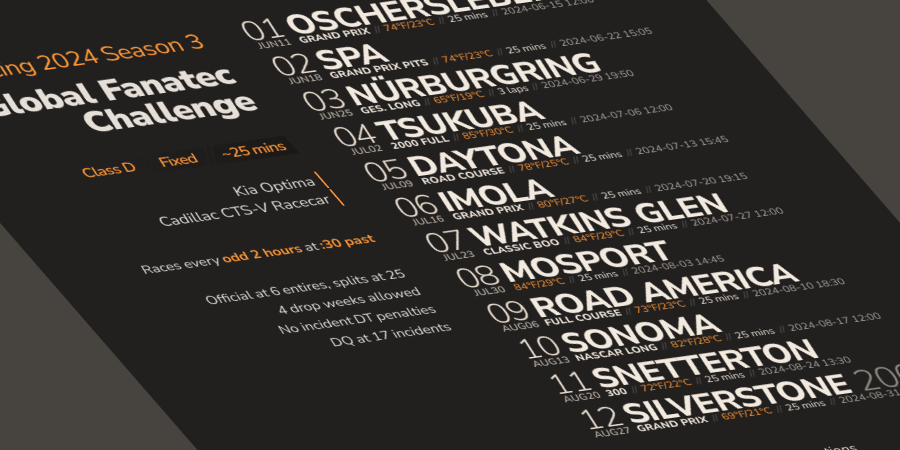 2024 Season 3
Global Fanatec
Challenge
Class D Fixed ~25 mins
Kia Optima
Cadillac CTS-V Racecar
Races every odd 2 hours at :30 past
Official at 6 entires, splits at 25
4 drop weeks allowed
No incident DT penalties
DQ at 17 incidents
01 OSCHERSLEBEN
JUN11 GRAND PRIX // 74°F/23°C // 25 mins // 2024-06-15 12:00
02 SPA
JUN18 GRAND PRIX PITS // 74°F/23°C // 25 mins // 2024-06-22 15:05
03 NÜRBURGRING
JUN25 GES. LONG // 65°F/19°C // 3 laps // 2024-06-29 19:50
04 TSUKUBA
JUL02 2000 FULL // 85°F/30°C // 25 mins // 2024-07-06 12:00
05 DAYTONA
JUL09 ROAD COURSE // 78°F/25°C // 25 mins // 2024-07-13 15:45
06 IMOLA
JUL16 GRAND PRIX // 80°F/27°C // 25 mins // 2024-07-20 19:15
07 WATKINS GLEN
JUL23 CLASSIC BOO // 84°F/29°C // 25 mins // 2024-07-27 12:00
08 MOSPORT
JUL30 84°F/29°C // 25 mins // 2024-08-03 14:45
09 ROAD AMERICA
AUG06 FULL COURSE // 73°F/23°C // 25 mins // 2024-08-10 18:30
10 SONOMA
AUG13 NASCAR LONG // 82°F/28°C // 25 mins // 2024-08-17 12:00
11 SNETTERTON
AUG20 300 // 72°F/22°C // 25 mins // 2024-08-24 13:30
12 SILVERSTONE
AUG27 GRAND PRIX // 69°F/21°C // 25 mins // 2024-08-31